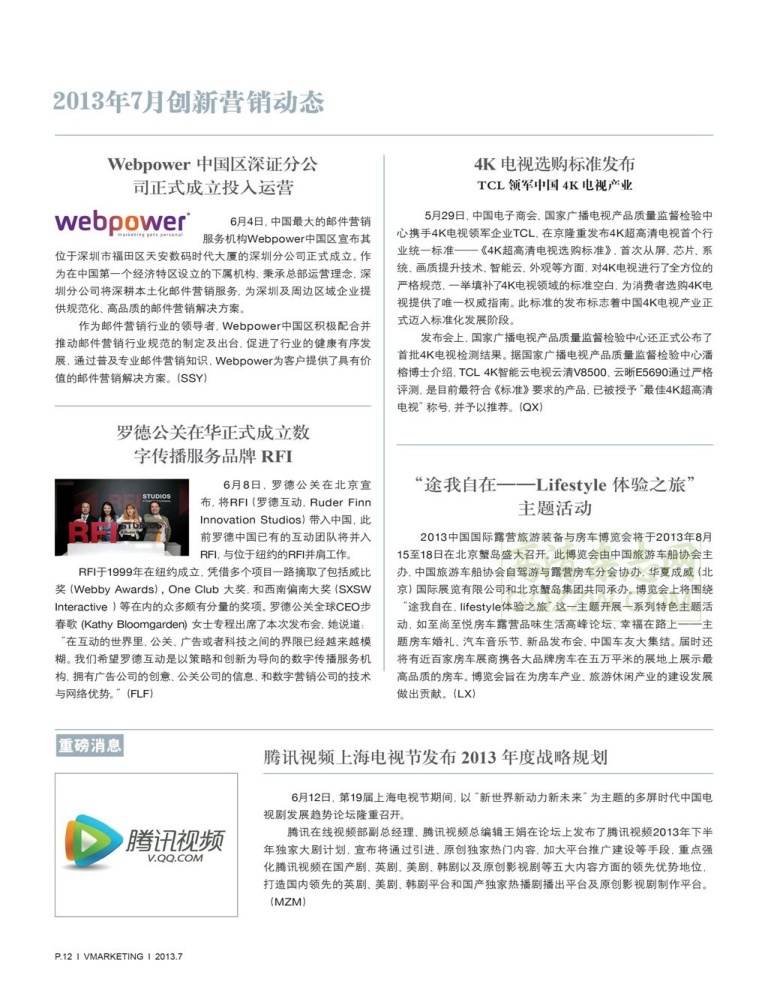 2013年7月创新营销动态
Webpower 中国区深证分公
司正式成立投入运营
webpower
marketing gets personal
6月4日，中国最大的邮件营销
服务机构Webpower中国区宣布其
位于深圳市福田区天安数码时代大厦的深圳分公司正式成立。作
为在中国第一个经济特区设立的下属机构，秉承总部运营理念，深
圳分公司将深耕本土化邮件营销服务，为深圳及周边区域企业提
供规范化、高品质的邮件营销解决方案。
作为邮件营销行业的领导者，Webpower中国区积极配合并
推动邮件营销行业规范的制定及出台，促进了行业的健康有序发
展，通过普及专业邮件营销知识，Webpower为客户提供了具有价
值的邮件营销解决方案。（SSY）
罗德公关在华正式成立数
字传播服务品牌 RFI
RFI STUDIOS
RFI
6月8日，罗德公关在北京宣
布，将RFI（罗德互动，Ruder Finn
Innovation Studios）带入中国，此
前罗德中国已有的互动团队将并入
RFI，与位于纽约的RFI并肩工作。
RFI于1999年在纽约成立，凭借多个项目一路摘取了包括威比
奖（Webby Awards），One Club 大奖，和西南偏南大奖（SXSW
Interactive ）等在内的众多颇有分量的奖项。罗德公关全球CEO步
春歌 (Kathy Bloomgarden) 女士专程出席了本次发布会，她说道：
“在互动的世界里，公关、广告或者科技之间的界限已经越来越模
糊。我们希望罗德互动是以策略和创新为导向的数字传播服务机
构，拥有广告公司的创意、公关公司的信息、和数字营销公司的技术
与网络优势。”（FLF）
4K 电视选购标准发布
TCL 领军中国 4K 电视产业
5月29日，中国电子商会、国家广播电视产品质量监督检验中
心携手4K电视领军企业TCL，在京隆重发布4K超高清电视首个行
业统一标准——《4K超高清电视选购标准》，首次从屏、芯片、系
统、画质提升技术、智能云、外观等方面，对4K电视进行了全方位的
严格规范，一举填补了4K电视领域的标准空白，为消费者选购4K电
视提供了唯一权威指南。此标准的发布标志着中国4K电视产业正
式迈入标准化发展阶段。
发布会上，国家广播电视产品质量监督检验中心还正式公布了
首批4K电视检测结果。据国家广播电视产品质量监督检验中心潘
榕博士介绍，TCL 4K智能云电视云清V8500、云晰E5690通过严格
评测，是目前最符合《标准》要求的产品，已被授予“最佳4K超高清
电视”称号，并予以推荐。（QX）
“途我自在——Lifestyle 体验之旅”
主题活动
2013中国国际露营旅游装备与房车博览会将于2013年8月
15至18日在北京蟹岛盛大召开。此博览会由中国旅游车船协会主
办，中国旅游车船协会自驾游与露营房车分会协办，华夏成威（北
京）国际展览有限公司和北京蟹岛集团共同承办。博览会上将围绕
“途我自在，lifestyle体验之旅”这一主题开展一系列特色主题活
动，如至尚至悦房车露营品味生活高峰论坛、幸福在路上——主
题房车婚礼、汽车音乐节、新品发布会、中国车友大集结。届时还
将有近百家房车展商携各大品牌房车在五万平米的展地上展示最
高品质的房车。博览会旨在为房车产业、旅游休闲产业的建设发展
做出贡献。（LX）
重磅消息
腾讯视频
V.QQ.COM
腾讯视频上海电视节发布 2013 年度战略规划
6月12日，第19届上海电视节期间，以“新世界新动力新未来”为主题的多屏时代中国电
视剧发展趋势论坛隆重召开。
腾讯在线视频部副总经理、腾讯视频总编辑王娟在论坛上发布了腾讯视频2013年下半
年独家大剧计划，宣布将通过引进、原创独家热门内容，加大平台推广建设等手段，重点强
化腾讯视频在国产剧、英剧、美剧、韩剧以及原创影视剧等五大内容方面的领先优势地位，
打造国内领先的英剧、美剧、韩剧平台和国产独家热播剧播出平台及原创影视剧制作平台。
（MZM）
P.12 I VMARKETING I 2013.7